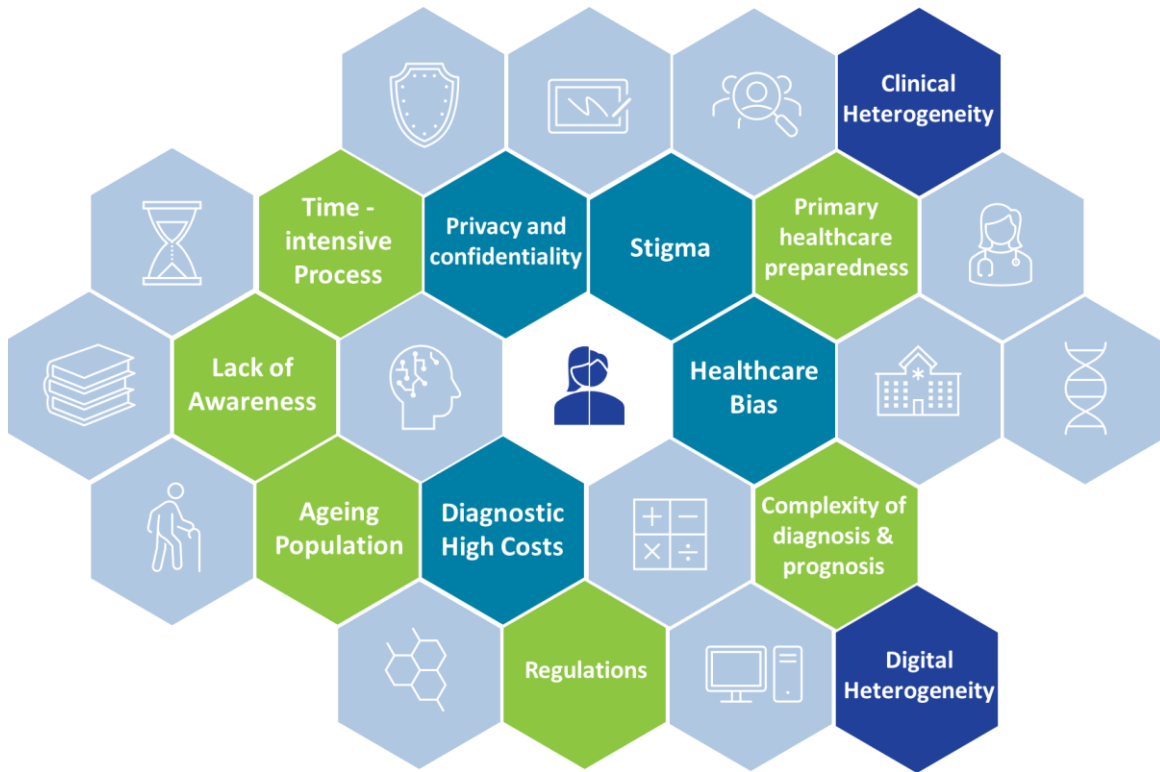 Clinical
Heterogeneity
Time -
intensive
Process
Privacy and
confidentiality
Stigma
Primary
healthcare
preparedness
Lack of
Awareness
Healthcare
Bias
Ageing
Population
Diagnostic
High Costs
Complexity of
diagnosis &
prognosis
Regulations
Digital
Heterogeneity